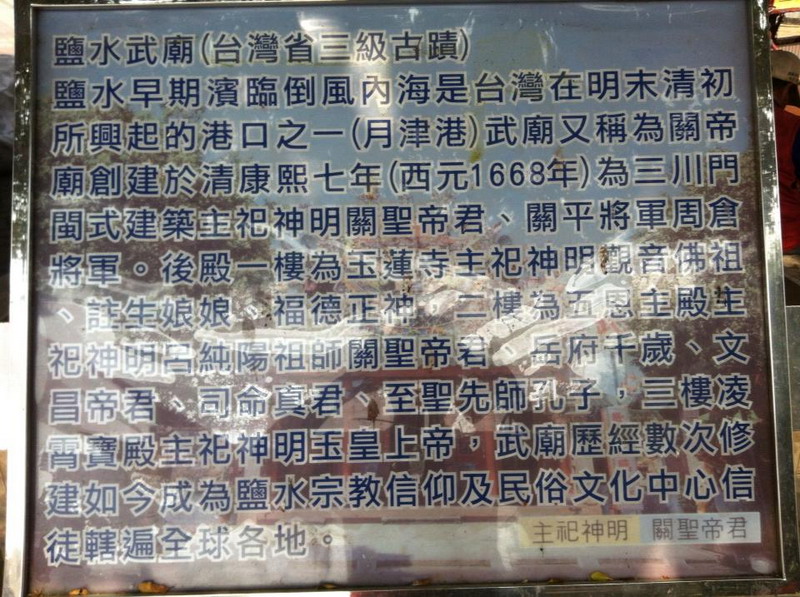 鹽水武廟(台灣省三級古蹟)
鹽水早期濱臨倒風內海是台灣在明末清初
所興起的港口之一(月津港)武廟又稱為關帝
廟創建於清康熙七年(西元1668年)為三川門
閩式建築主祀神明關聖帝君、關平將軍周倉
將軍。後殿一樓為玉蓮寺主祀神明觀音佛祖
、註生娘娘、福德正神、二樓為五恩主殿主
祀神明呂純陽祖師關聖帝君、岳府千歲、文
昌帝君、司命真君、至聖先師孔子，三樓凌
霄寶殿主祀神明玉皇上帝，武廟歷經數次修
建如今成為鹽水宗教信仰及民俗文化中心信
徒轄遍全球各地。
主祀神明 關聖帝君